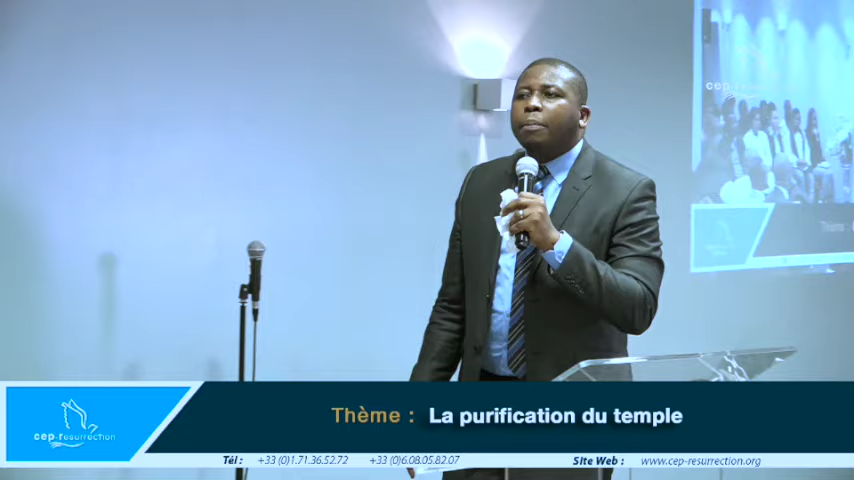 cep-r
Thème : La purification du temple
cep-resurrection
Tél : +33 (0)1.71.36.52.72 +33 (0)6.08.05.82.07 Site Web : www.cep-resurrection.org